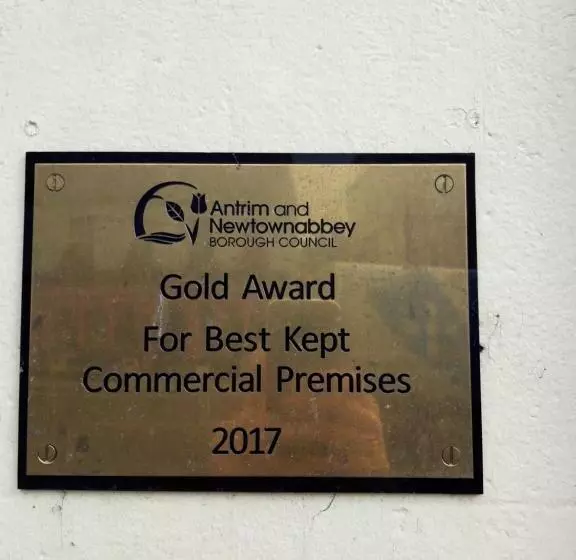 Antrim and
Newtownabbey
BOROUGH COUNCIL
Gold Award
For Best Kept
Commercial Premises
2017